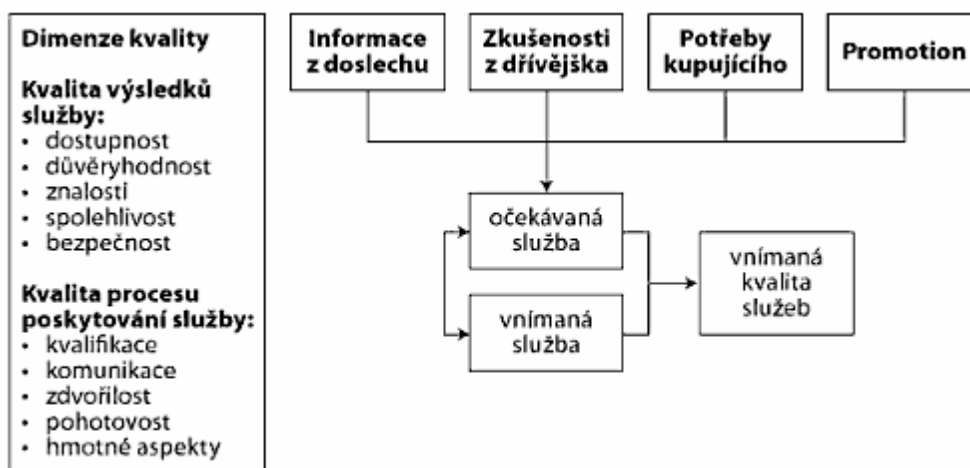 Dimenze kvality
Kvalita výsledků
služby:
• dostupnost
• důvěryhodnost
• znalosti
• spolehlivost
• bezpečnost
Kvalita procesu
poskytování služby:
• kvalifikace
• komunikace
• zdvořilost
• pohotovost
• hmotné aspekty
Informace
z doslechu
Zkušenosti
z dřívějška
Potřeby
kupujícího
Promotion
očekávaná
služba
vnímaná
služba
vnímaná
kvalita
služeb